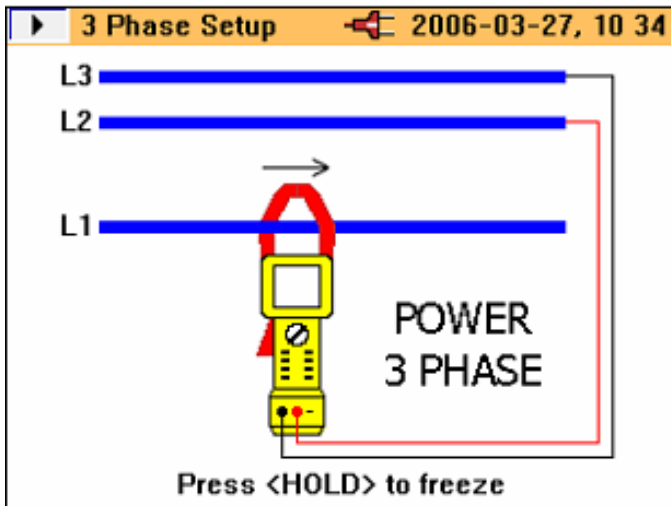 3 Phase Setup 2006-03-27, 10 34
L3
L2
L1
POWER
3 PHASE
Press <HOLD> to freeze